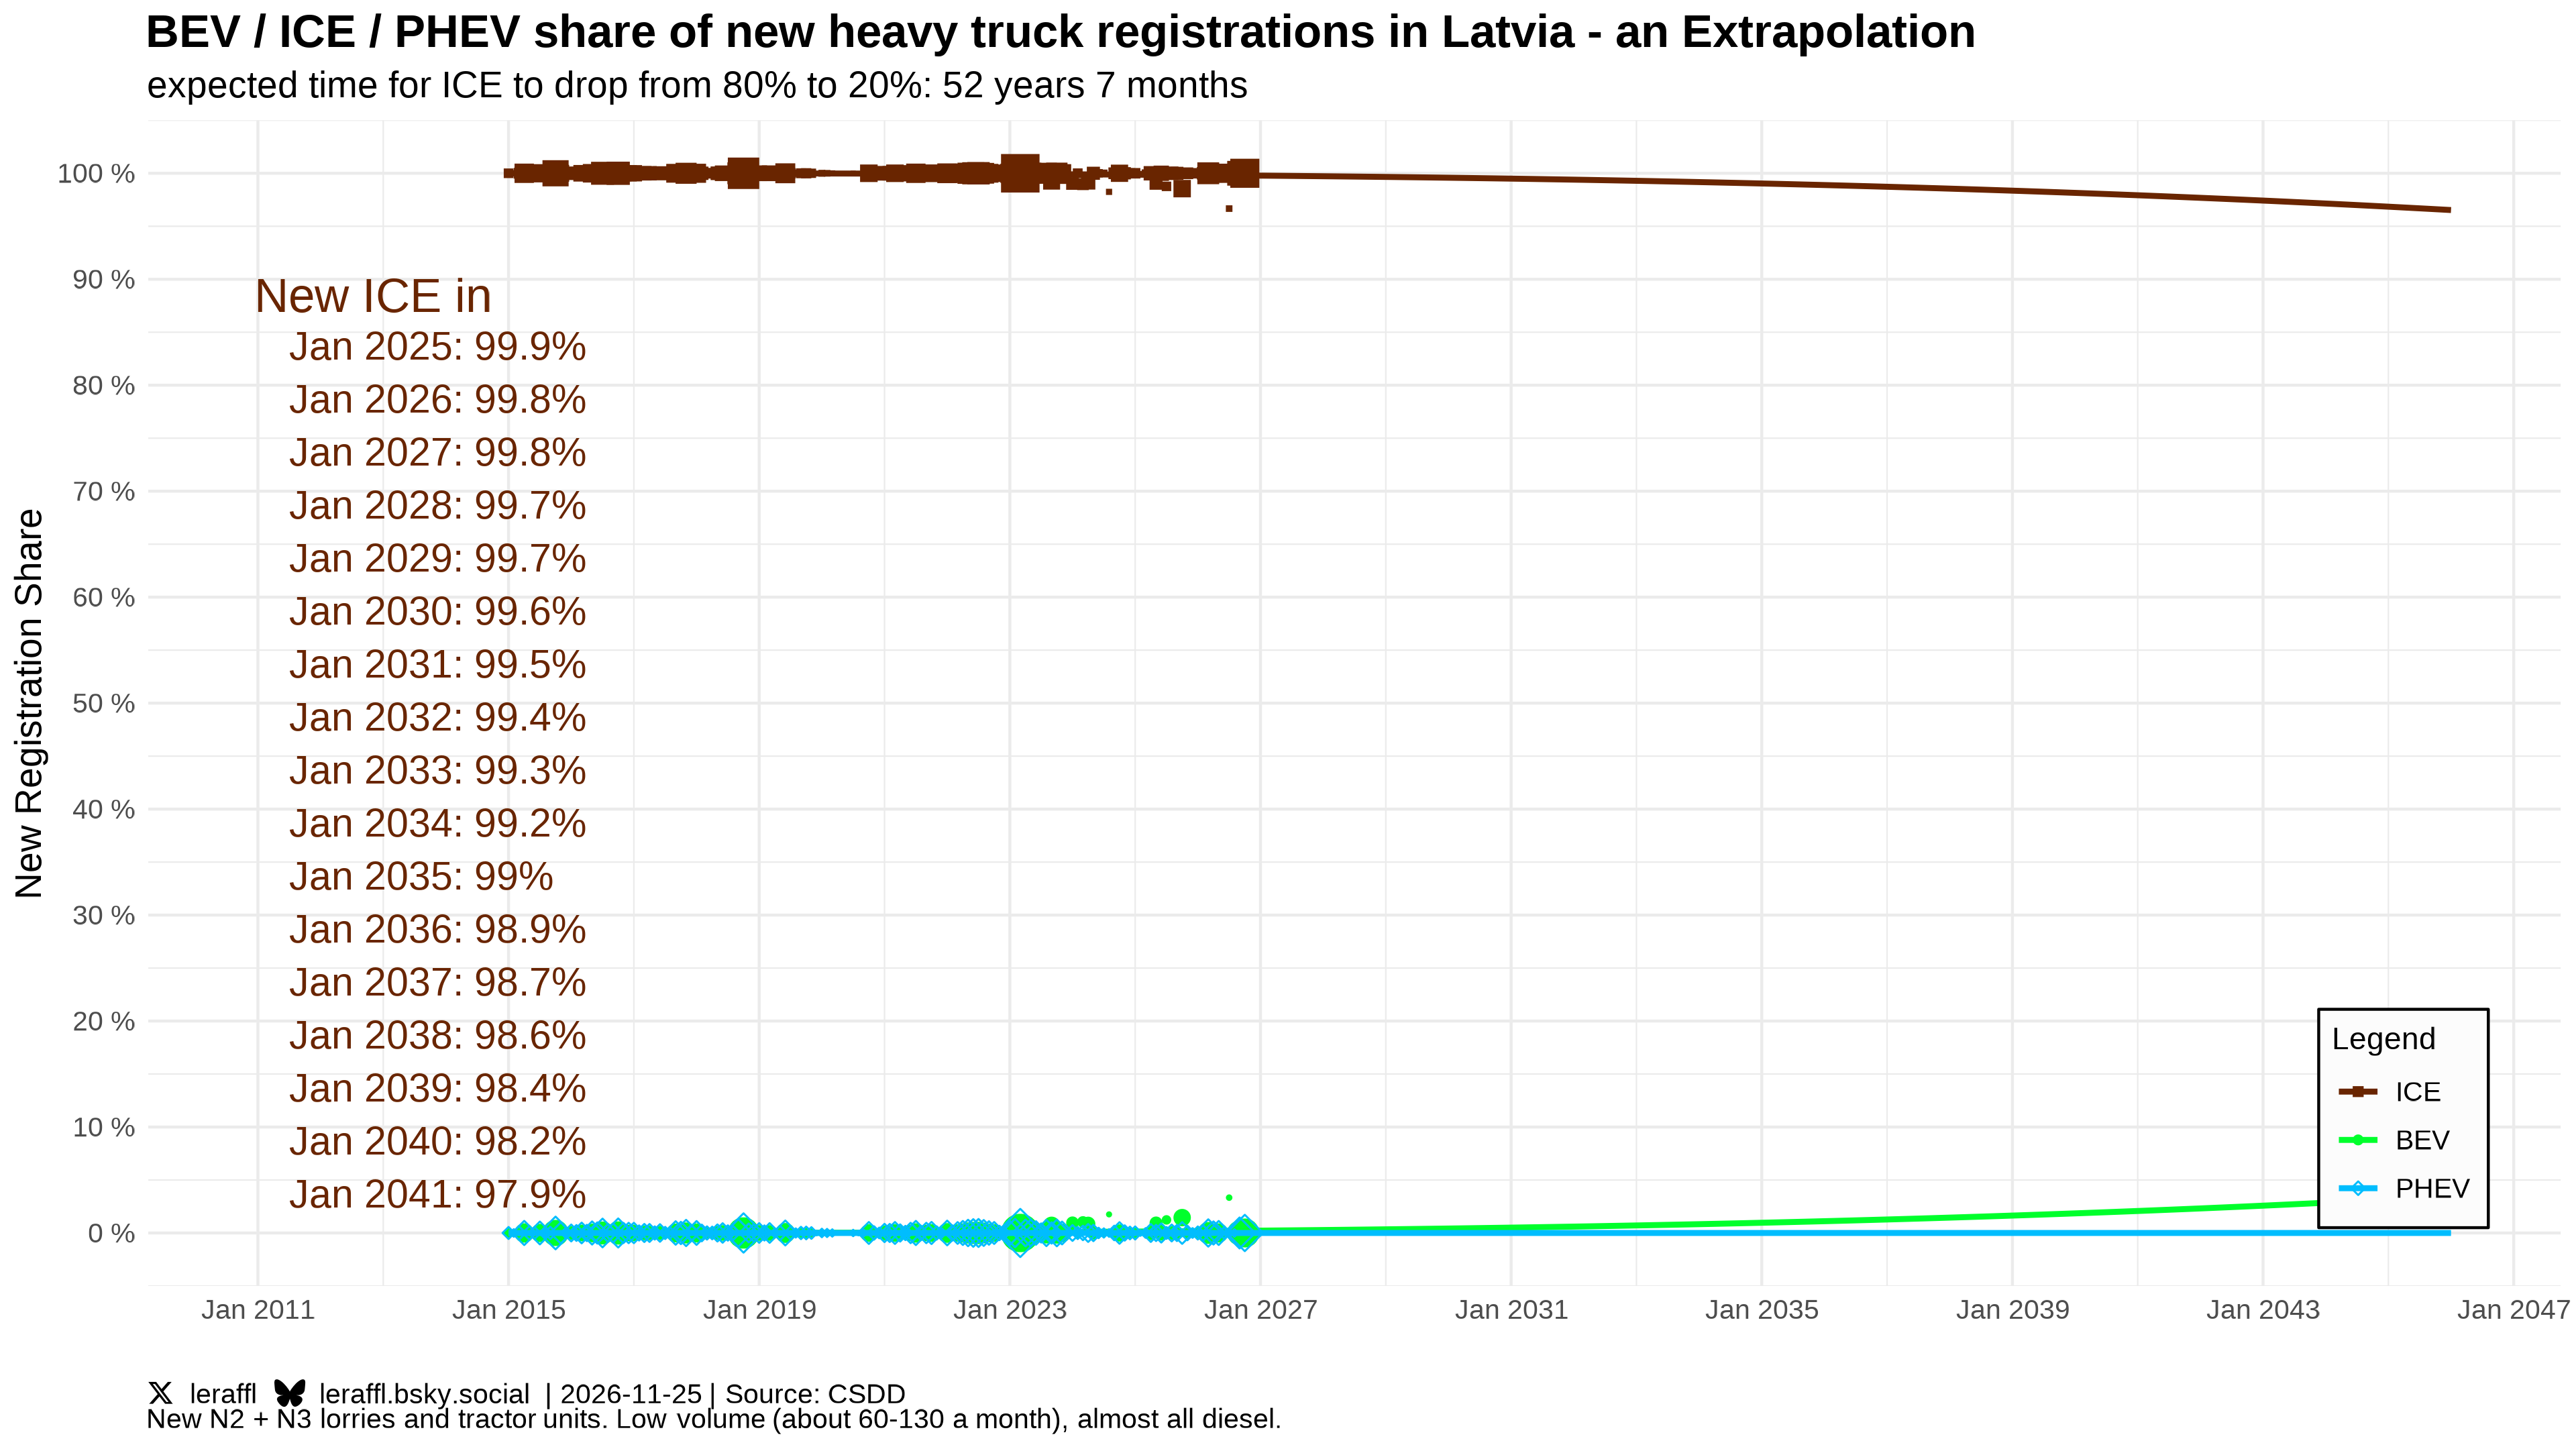 BEV / ICE / PHEV share of new heavy truck registrations in Latvia - an Extrapolation
expected time for ICE to drop from 80% to 20%: 52 years 7 months
New Registration Share
100 %
90 %
80 %
70 %
60 %
50 %
40 %
30 %
20 %
10 %
0 %
New ICE in
Jan 2025: 99.9%
Jan 2026: 99.8%
Jan 2027: 99.8%
Jan 2028: 99.7%
Jan 2029: 99.7%
Jan 2030: 99.6%
Jan 2031: 99.5%
Jan 2032: 99.4%
Jan 2033: 99.3%
Jan 2034: 99.2%
Jan 2035: 99%
Jan 2036: 98.9%
Jan 2037: 98.7%
Jan 2038: 98.6%
Jan 2039: 98.4%
Jan 2040: 98.2%
Jan 2041: 97.9%
Legend
ICE
BEV
PHEV
Jan 2011 Jan 2015 Jan 2019 Jan 2023 Jan 2027 Jan 2031 Jan 2035 Jan 2039 Jan 2043 Jan 2047
leraffl leraffl.bsky.social | 2026-11-25 | Source: CSDD
New N2 + N3 lorries and tractor units. Low volume (about 60-130 a month), almost all diesel.